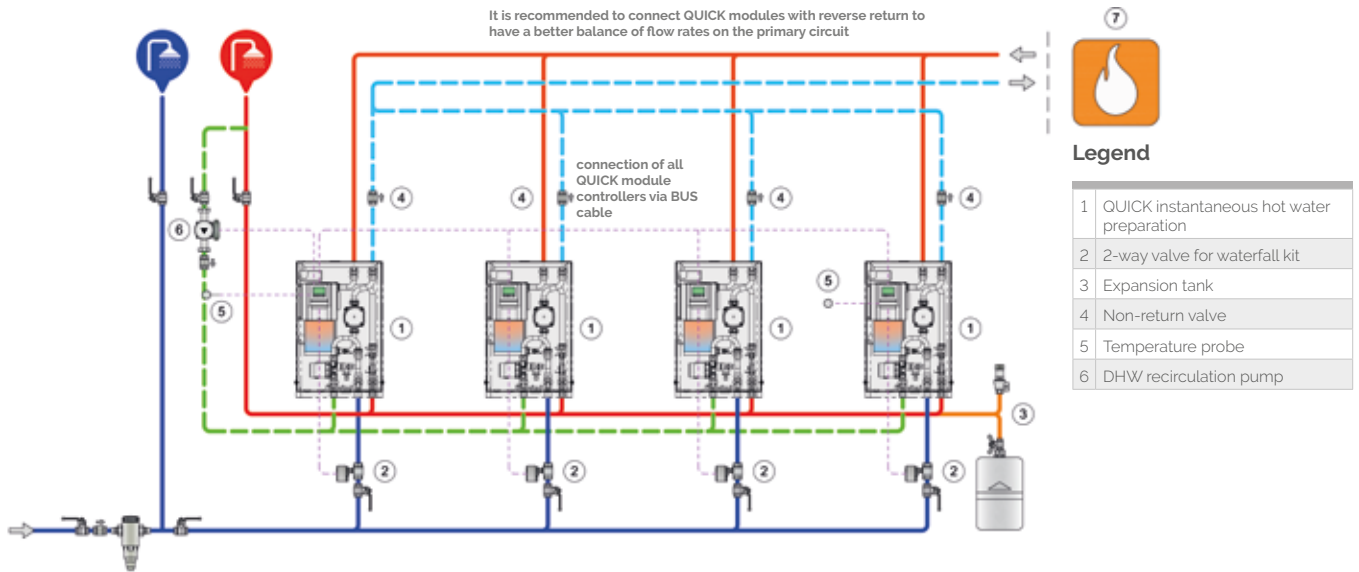 It is recommended to connect QUICK modules with reverse return to
have a better balance of flow rates on the primary circuit
7
connection of all
QUICK module
controllers via BUS
cable
4
4
4
4
6
5
5
1
1
1
1
3
2
2
2
2
Legend
1 QUICK instantaneous hot water
preparation
2 2-way valve for waterfall kit
3 Expansion tank
4 Non-return valve
5 Temperature probe
6 DHW recirculation pump